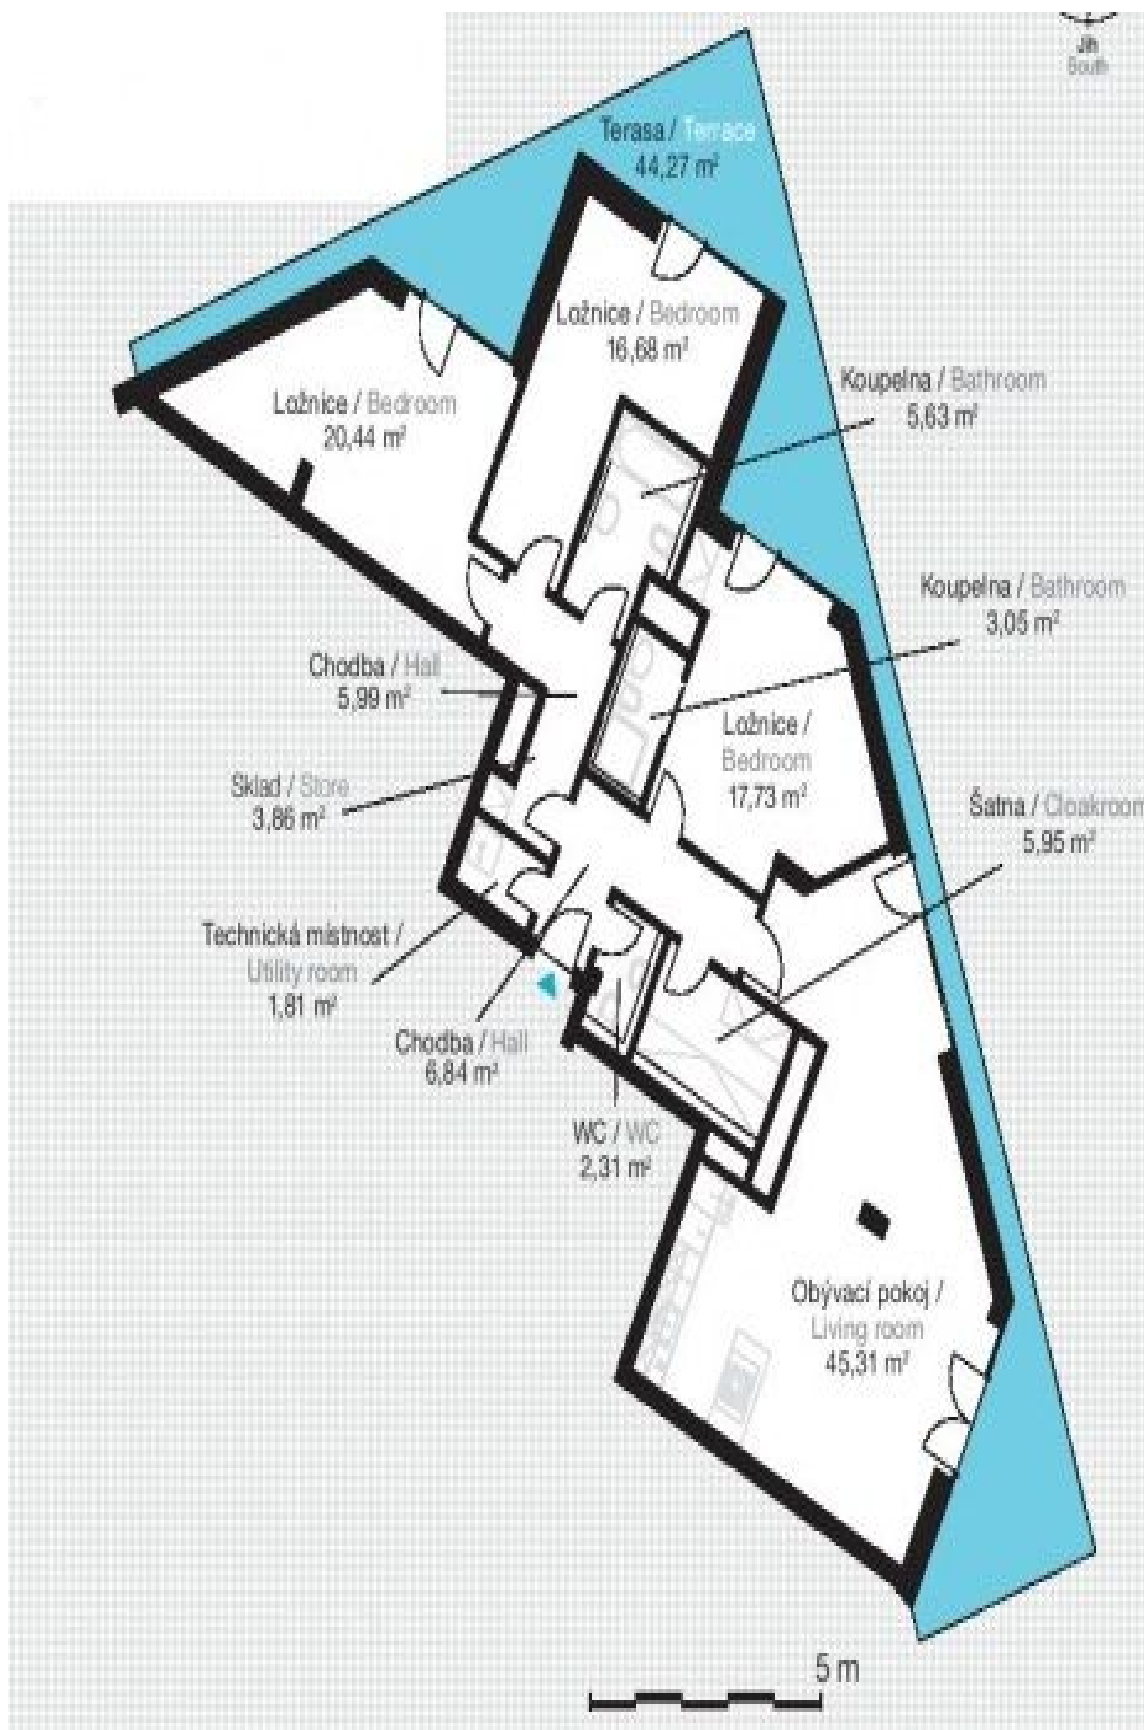 Jih
South
Terasa / Terrace
44,27 m²
Ložnice / Bedroom
16,68 m²
Koupelna / Bathroom
5,63 m²
Ložnice / Bedroom
20,44 m²
Koupelna / Bathroom
3,05 m²
Chodba / Hall
5,99 m²
Ložnice /
Bedroom
17,73 m²
Sklad / Store
3,86 m²
Šatna / Cloakroom
5,95 m²
Technická místnost /
Utility room
1,81 m²
Chodba / Hall
6,84 m²
WC / WC
2,31 m²
Obývací pokoj /
Living room
45,31 m²
5 m